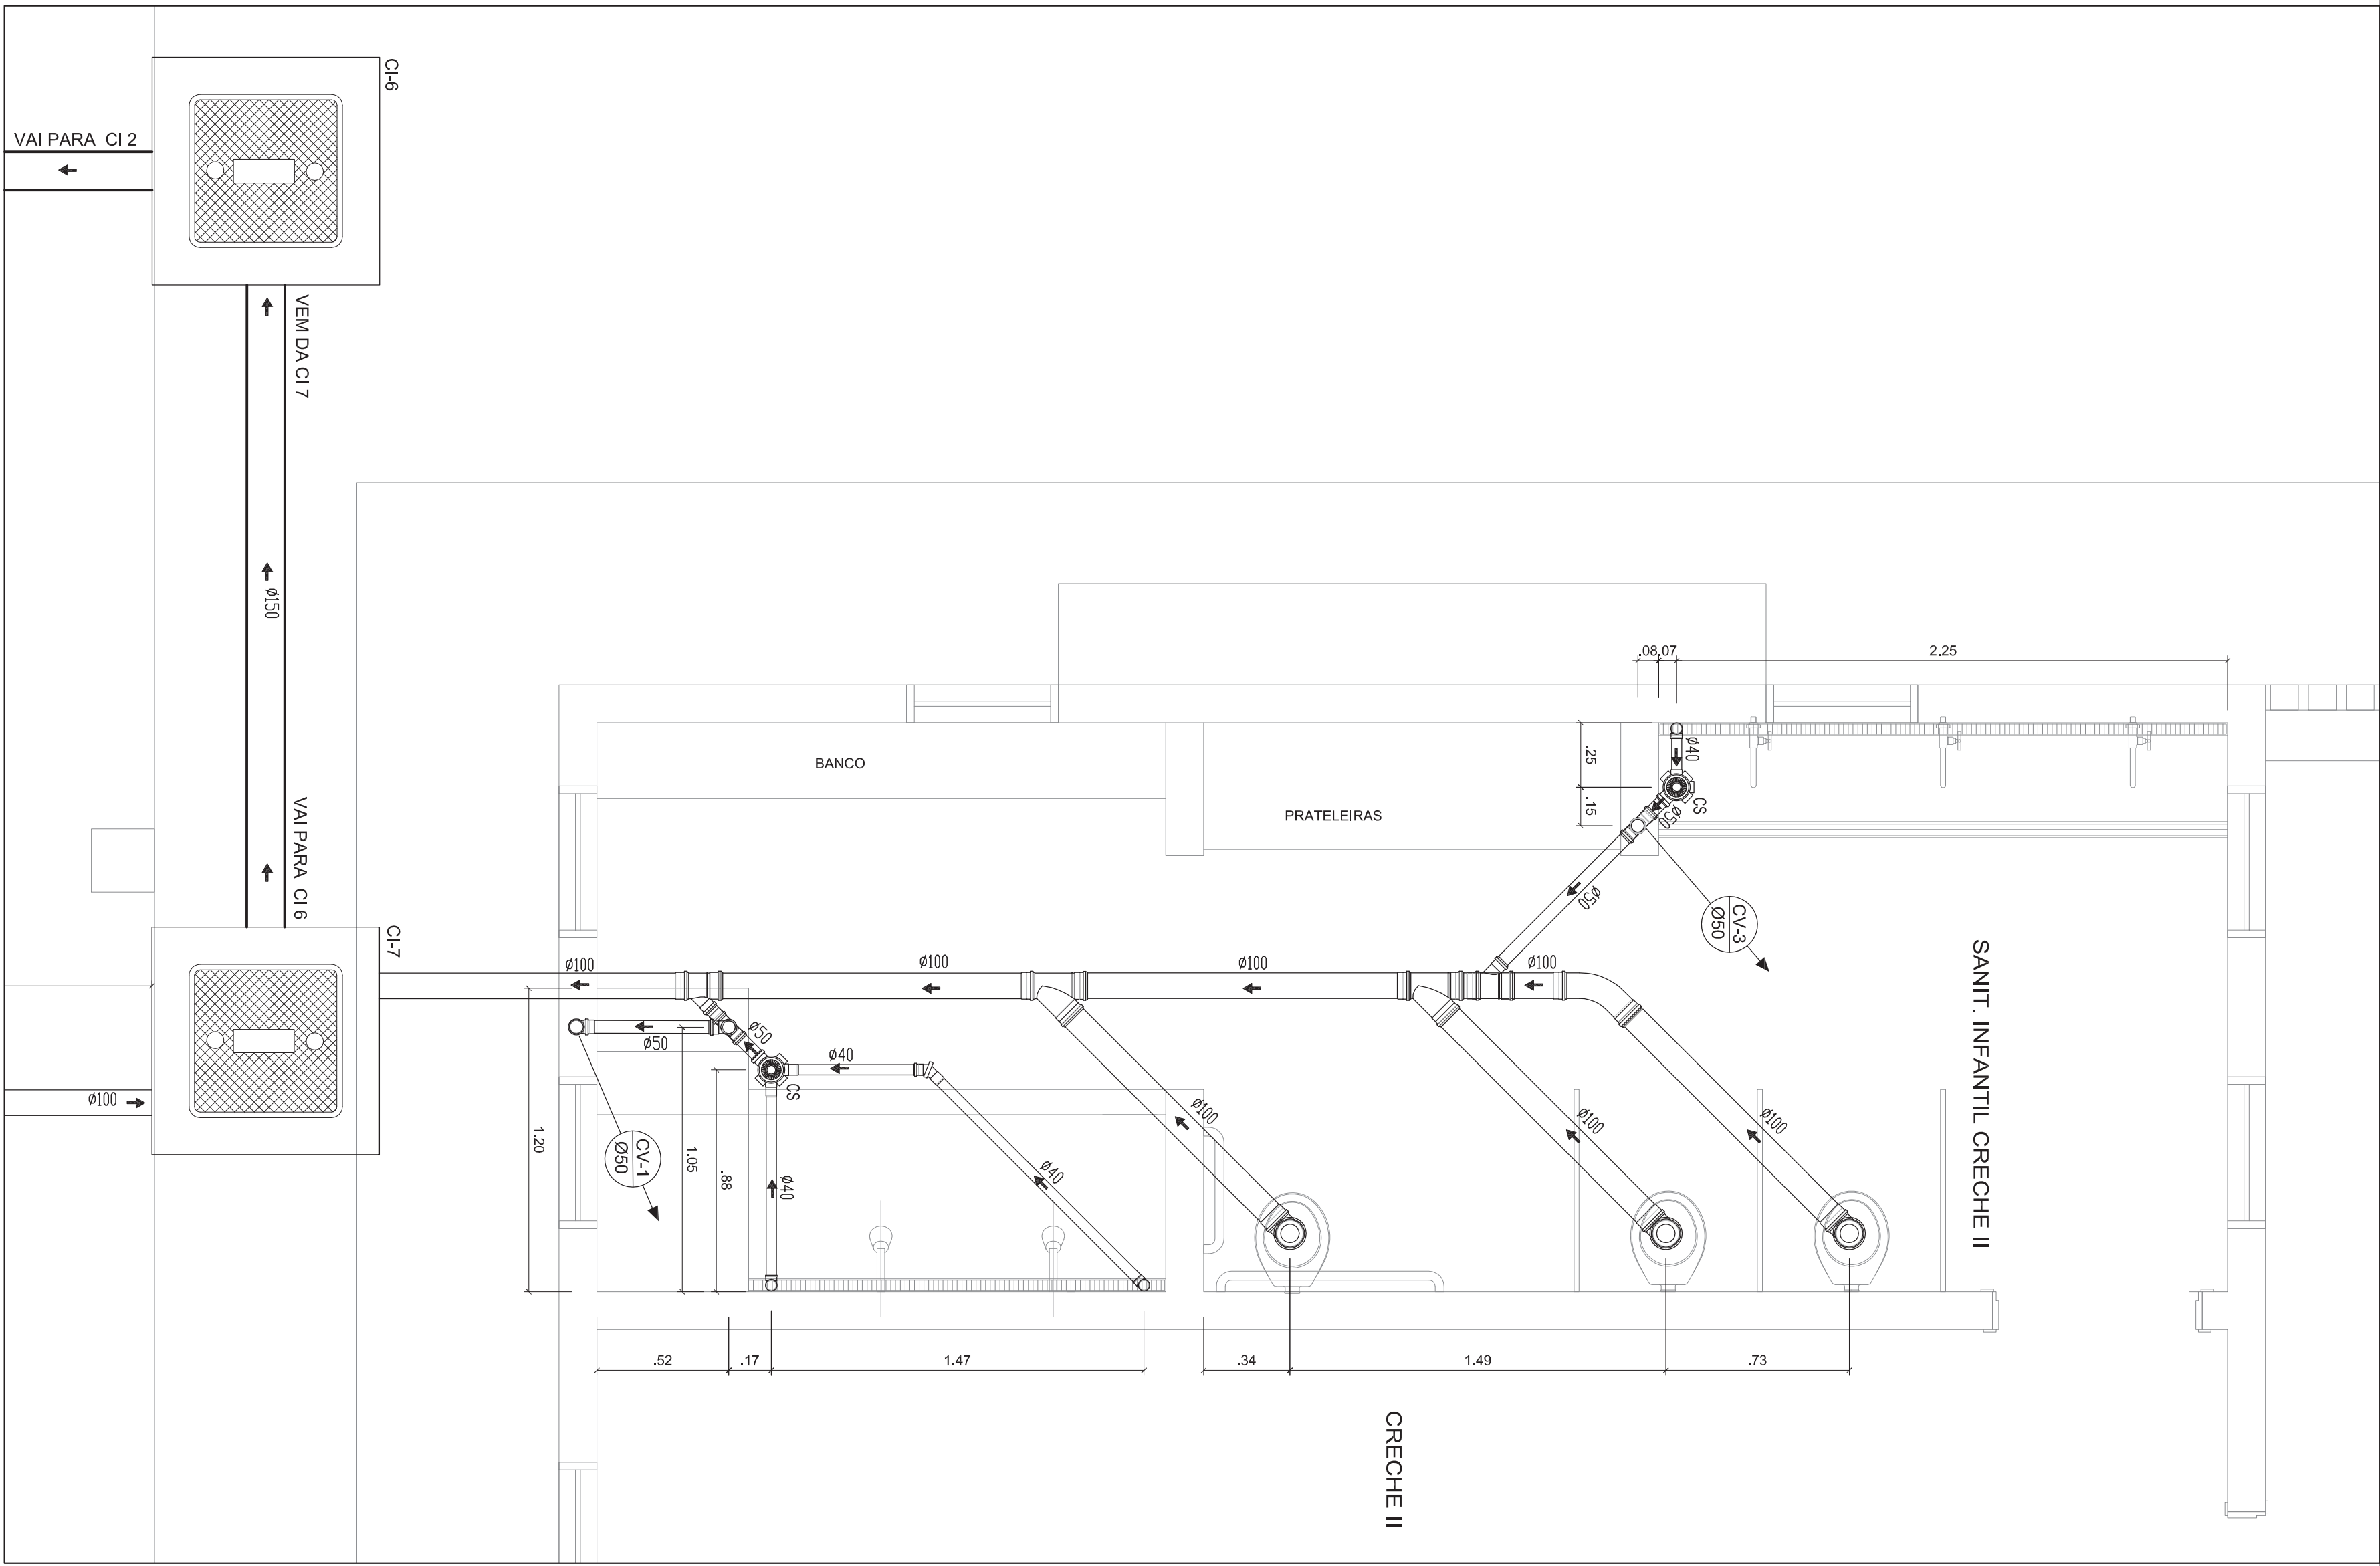 CI-6
VAI PARA CI 2
VEM DA CI 7
Ø150
VAI PARA CI 6
CI-7
Ø100
.08
.07
2.25
Ø40
.25
.15
CS
Ø50
BANCO
PRATELEIRAS
Ø50
CV-3
Ø50
SANIT. INFANTIL CRECHE II
Ø100
Ø100
Ø100
Ø100
Ø50
Ø50
Ø40
CS
Ø40
Ø40
Ø100
Ø100
Ø100
1.20
CV-1
Ø50
1.05
.88
.52
.17
1.47
.34
1.49
.73
CRECHE II